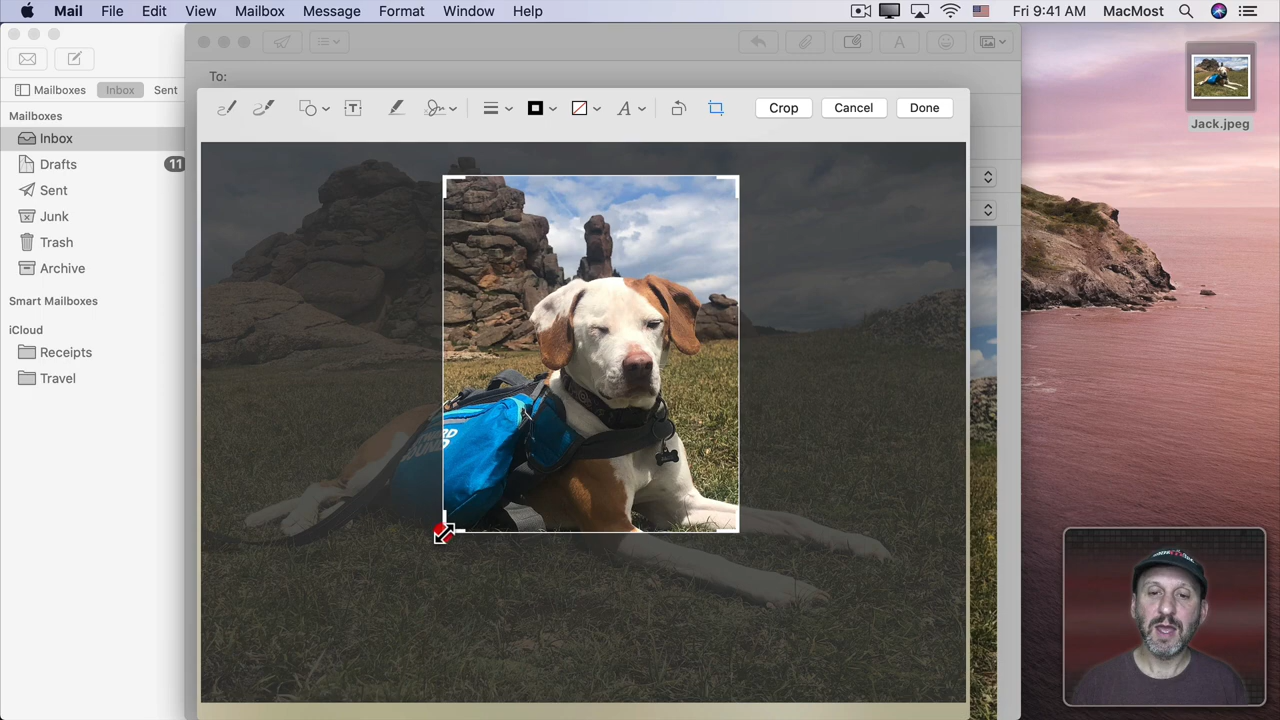 Mail File Edit View Mailbox Message Format Window Help Fri 9:41 AM MacMost
Mailboxes Inbox Sent
To:
Crop Cancel Done
Mailboxes
Inbox
Drafts 11
Sent
Junk
Trash
Archive
Smart Mailboxes
iCloud
Receipts
Travel
Jack.jpeg